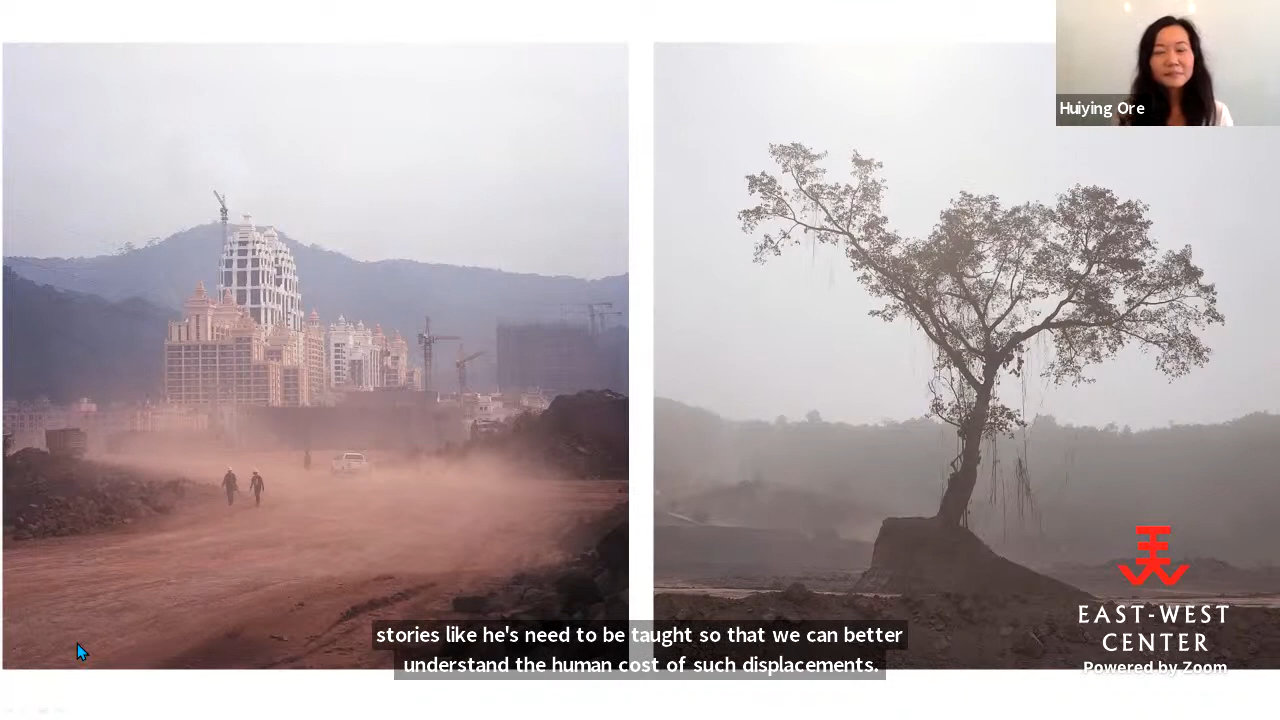 Huiying Ore
EAST-WEST
CENTER
Powered by Zoom
stories like he's need to be taught so that we can better
understand the human cost of such displacements.